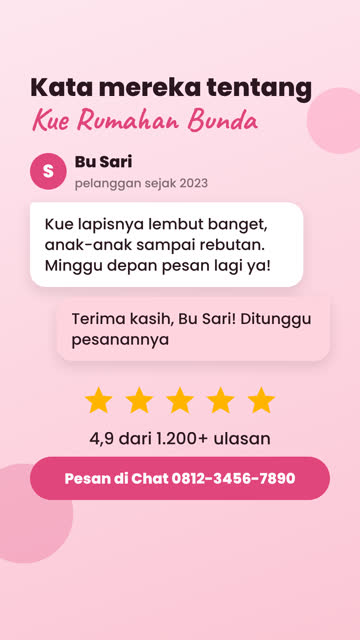 Kata mereka tentang
Kue Rumahan Bunda
S
Bu Sari
pelanggan sejak 2023
Kue lapisnya lembut banget,
anak-anak sampai rebutan.
Minggu depan pesan lagi ya!
Terima kasih, Bu Sari! Ditunggu
pesanannya
4,9 dari 1.200+ ulasan
Pesan di Chat 0812-3456-7890